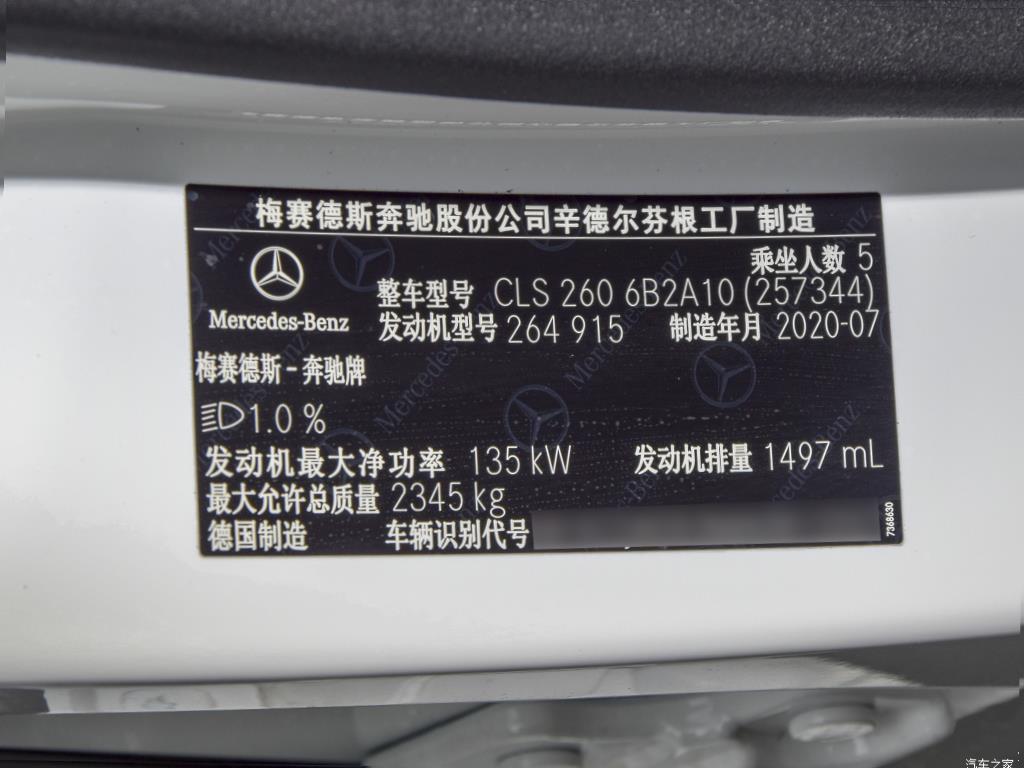 梅赛德斯奔驰股份公司辛德尔芬根工厂制造
乘坐人数 5
Mercedes-Benz
整车型号 CLS 260 6B2A10 (257344)
发动机型号 264 915 制造年月 2020-07
梅赛德斯-奔驰牌
1.0 %
发动机最大净功率 135 kW 发动机排量 1497 mL
最大允许总质量 2345 kg
德国制造 车辆识别代号
7368630
汽车之家